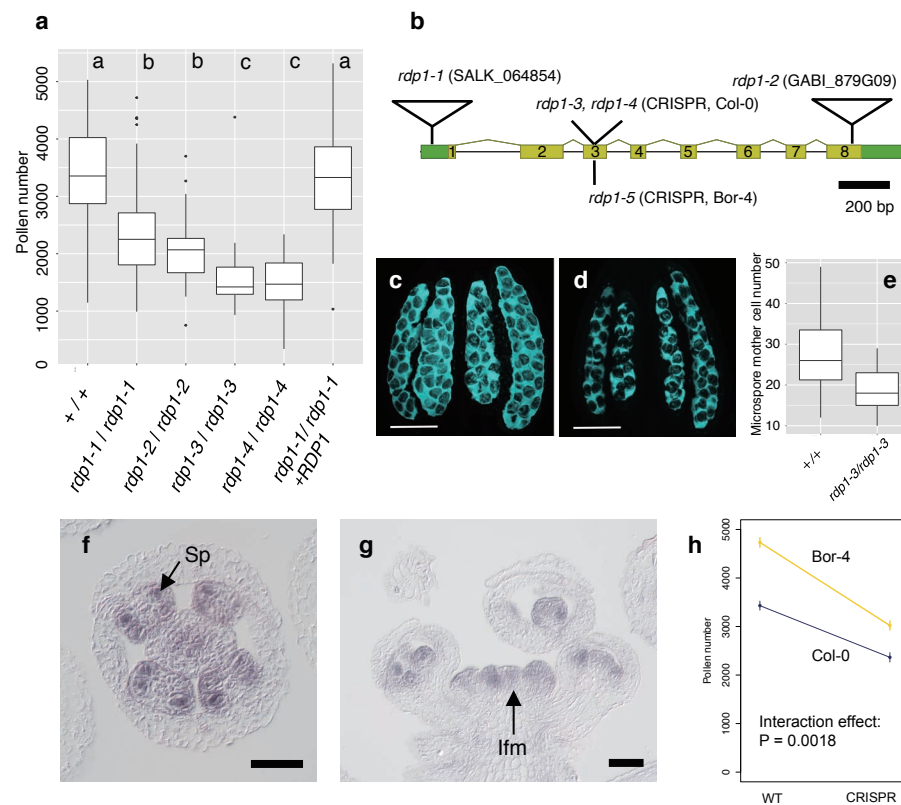 a
Pollen number
0
1000
2000
3000
4000
5000
a b b c c a
+ / +
rdp1-1 / rdp1-1
rdp1-2 / rdp1-2
rdp1-3 / rdp1-3
rdp1-4 / rdp1-4
rdp1-1/ rdp1-1
+RDP1
b
rdp1-1 (SALK_064854)
rdp1-3, rdp1-4 (CRISPR, Col-0)
rdp1-2 (GABI_879G09)
1 2 3 4 5 6 7 8
rdp1-5 (CRISPR, Bor-4)
200 bp
c
d
e
Microspore mother cell number
50
40
30
20
10
+/+
rdp1-3/rdp1-3
f
Sp
g
Ifm
h
Pollen number
5000
4000
3000
2000
1000
0
Bor-4
Col-0
Interaction effect:
P = 0.0018
WT CRISPR